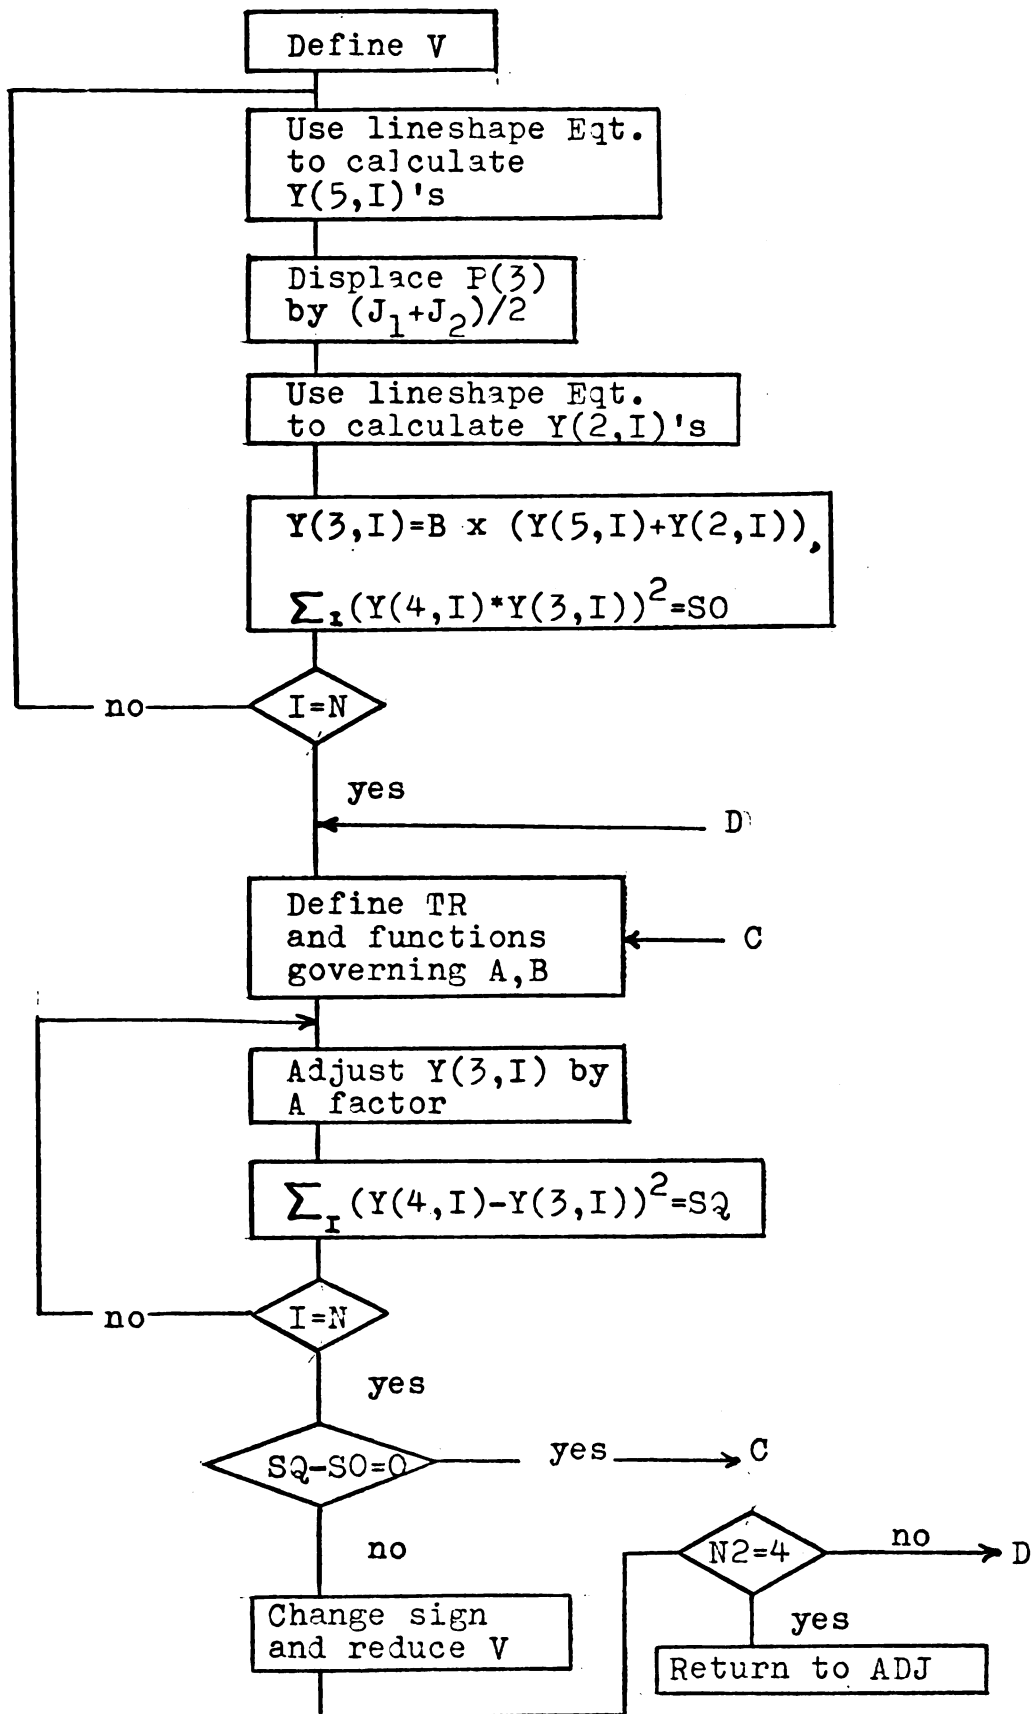 Define V
Use lineshape Eqt.
to calculate
Y(5,I)'s
Displace P(3)
by (J₁+J₂)/2
Use lineshape Eqt.
to calculate Y(2,I)'s
Y(3,I)=B x (Y(5,I)+Y(2,I)),
∑I(Y(4,I)*Y(3,I))²=SO
I=N
no
yes
D
Define TR
and functions
governing A,B
C
Adjust Y(3,I) by
A factor
∑I(Y(4,I)-Y(3,I))²=SQ
I=N
no
yes
SQ-SO=0
yes
C
no
N2=4
no
D
Change sign
and reduce V
yes
Return to ADJ